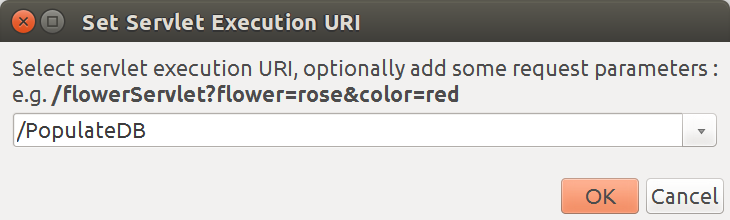 Set Servlet Execution URI
Select servlet execution URI, optionally add some request parameters :
e.g. /flowerServlet?flower=rose&color=red
/PopulateDB
OK Cancel